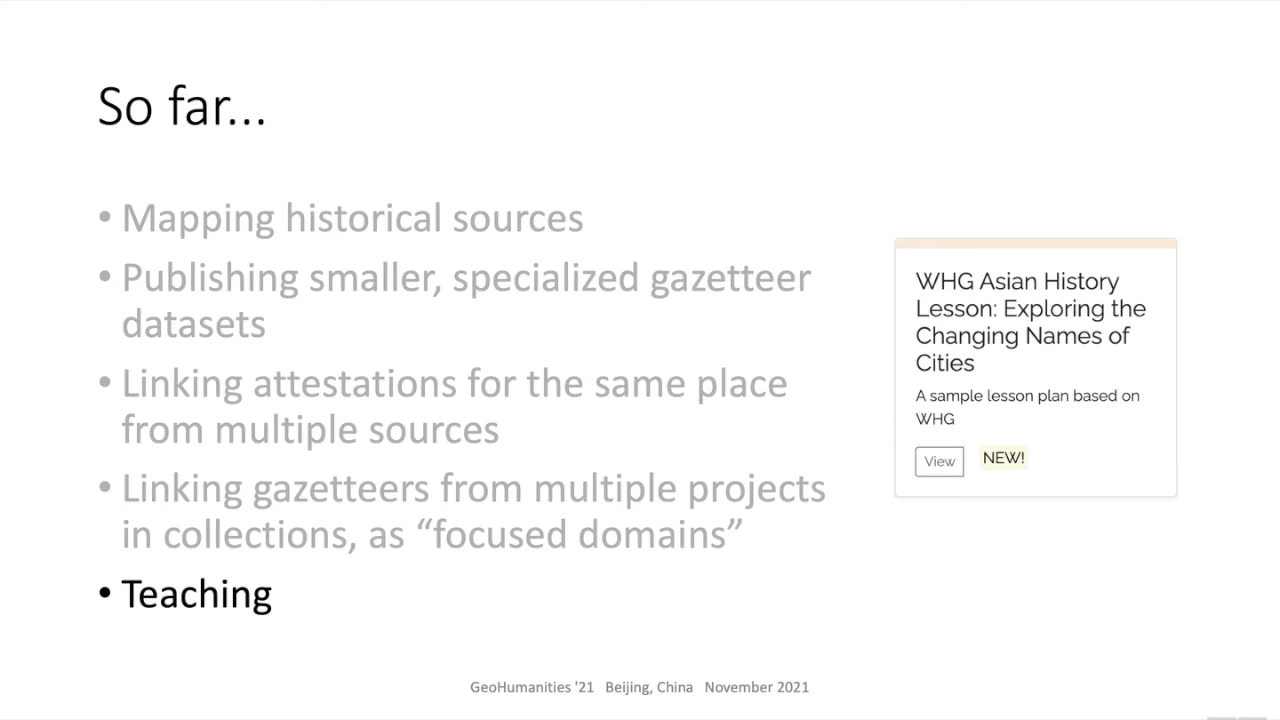 So far...
• Mapping historical sources
• Publishing smaller, specialized gazetteer
datasets
• Linking attestations for the same place
from multiple sources
• Linking gazetteers from multiple projects
in collections, as “focused domains”
• Teaching
WHG Asian History
Lesson: Exploring the
Changing Names of
Cities
A sample lesson plan based on
WHG
View NEW!
GeoHumanities '21 Beijing, China November 2021